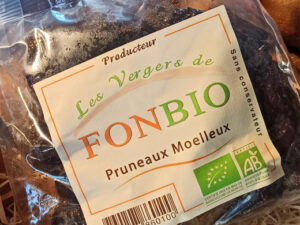 Producteur
Les Vergers de
FONBIO
Pruneaux Moelleux
Sans conservateur
AB